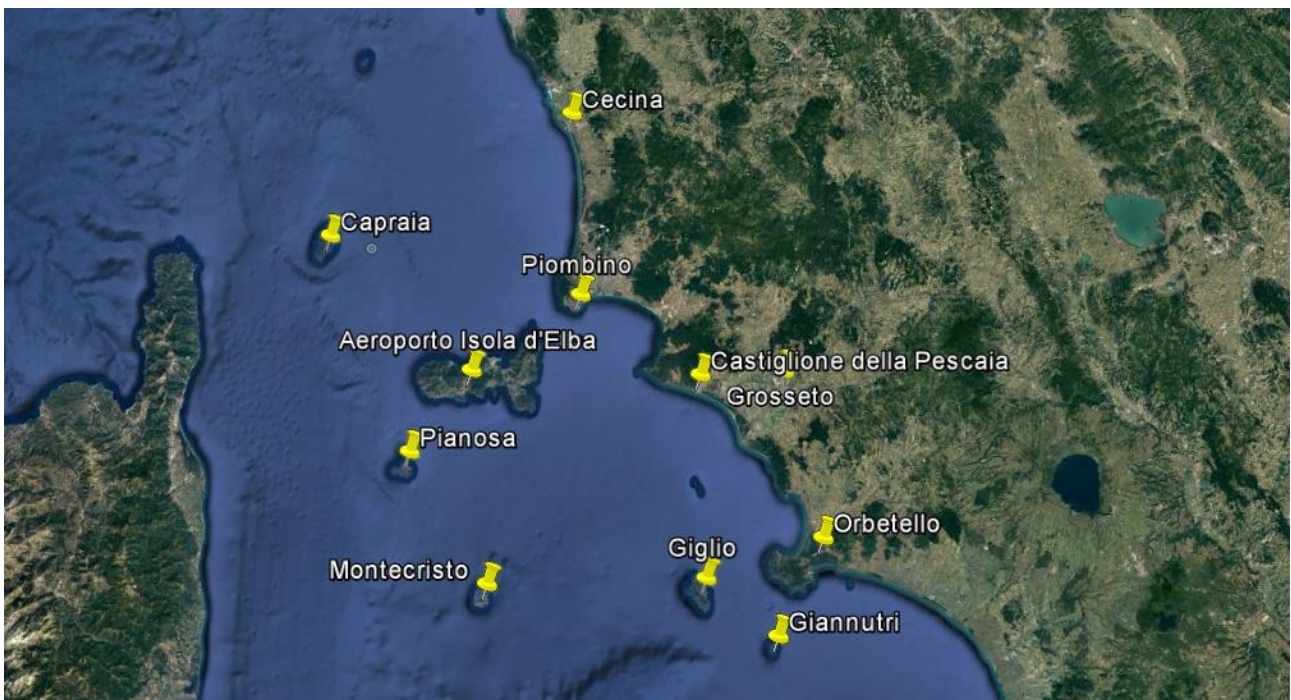 Cecina
Capraia
Piombino
Aeroporto Isola d'Elba
Castiglione della Pescaia
Grosseto
Pianosa
Orbetello
Giglio
Montecristo
Giannutri